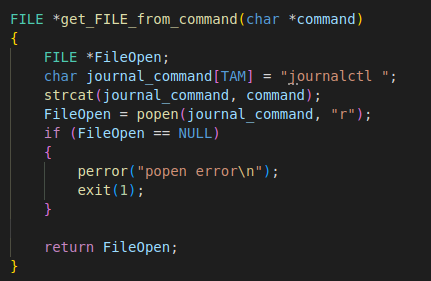 FILE *get_FILE_from_command(char *command)
{
    FILE *FileOpen;
    char journal_command[TAM] = "journalctl ";
    strcat(journal_command, command);
    FileOpen = popen(journal_command, "r");
    if (FileOpen == NULL)
    {
        perror("popen error\n");
        exit(1);
    }

    return FileOpen;
}